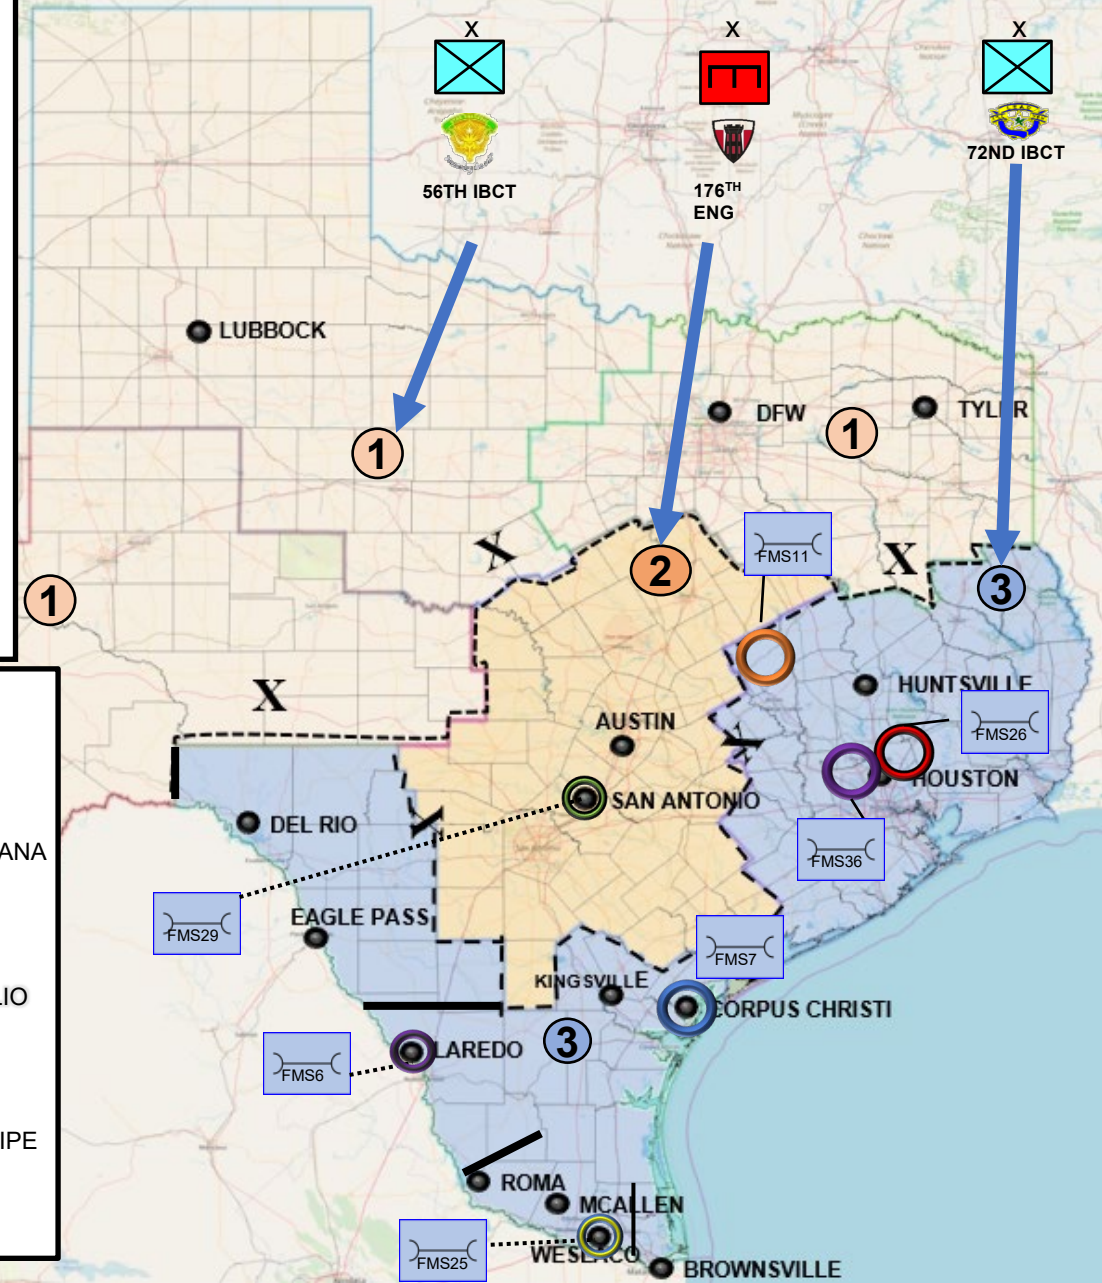 X
X
X
56TH IBCT
176TH
ENG
72ND IBCT
LUBBOCK
DFW
TYLER
1
1
X
2
FMS11
X
3
1
X
HUNTSVILLE
AUSTIN
FMS26
HOUSTON
SAN ANTONIO
DEL RIO
ANA
FMS36
EAGLE PASS
FMS29
FMS7
KINGSVILLE
LIO
CORPUS CHRISTI
3
LAREDO
FMS6
IPE
ROMA
MCALLEN
WESLACO
FMS25
BROWNSVILLE